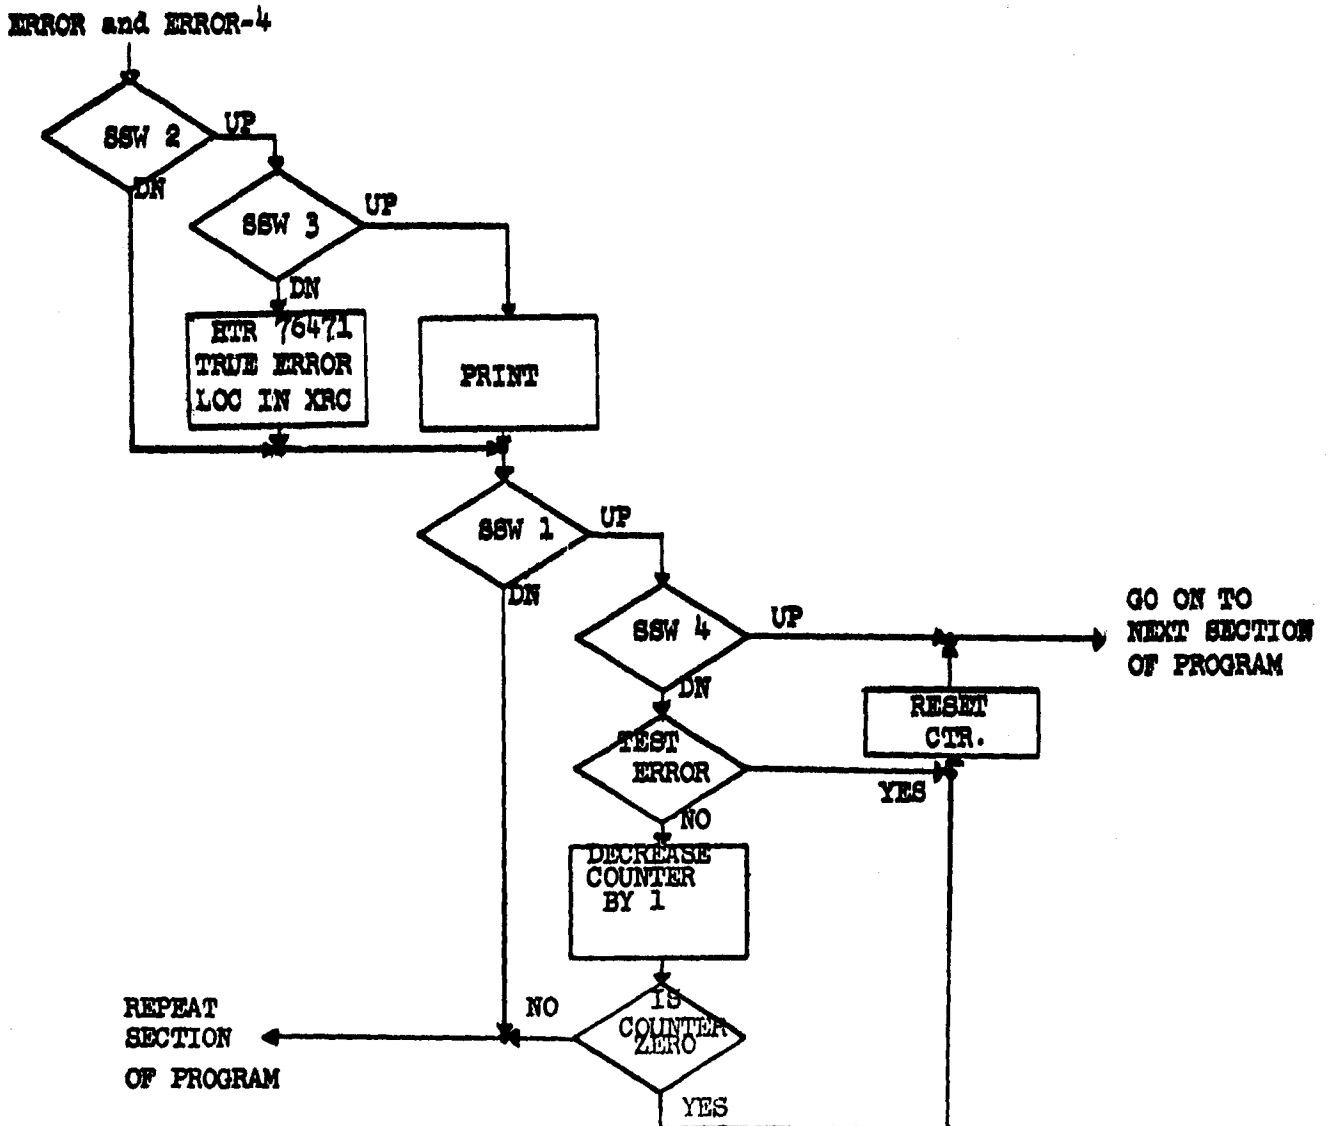 ERROR and ERROR-4
SSW 2
UP
DN
SSW 3
UP
DN
HTR 76471
TRUE ERROR
LOC IN XRC
PRINT
SSW 1
UP
DN
SSW 4
UP
DN
GO ON TO
NEXT SECTION
OF PROGRAM
RESET
CTR.
TEST
ERROR
YES
NO
DECREASE
COUNTER
BY 1
IS
COUNTER
ZERO
NO
YES
REPEAT
SECTION
OF PROGRAM